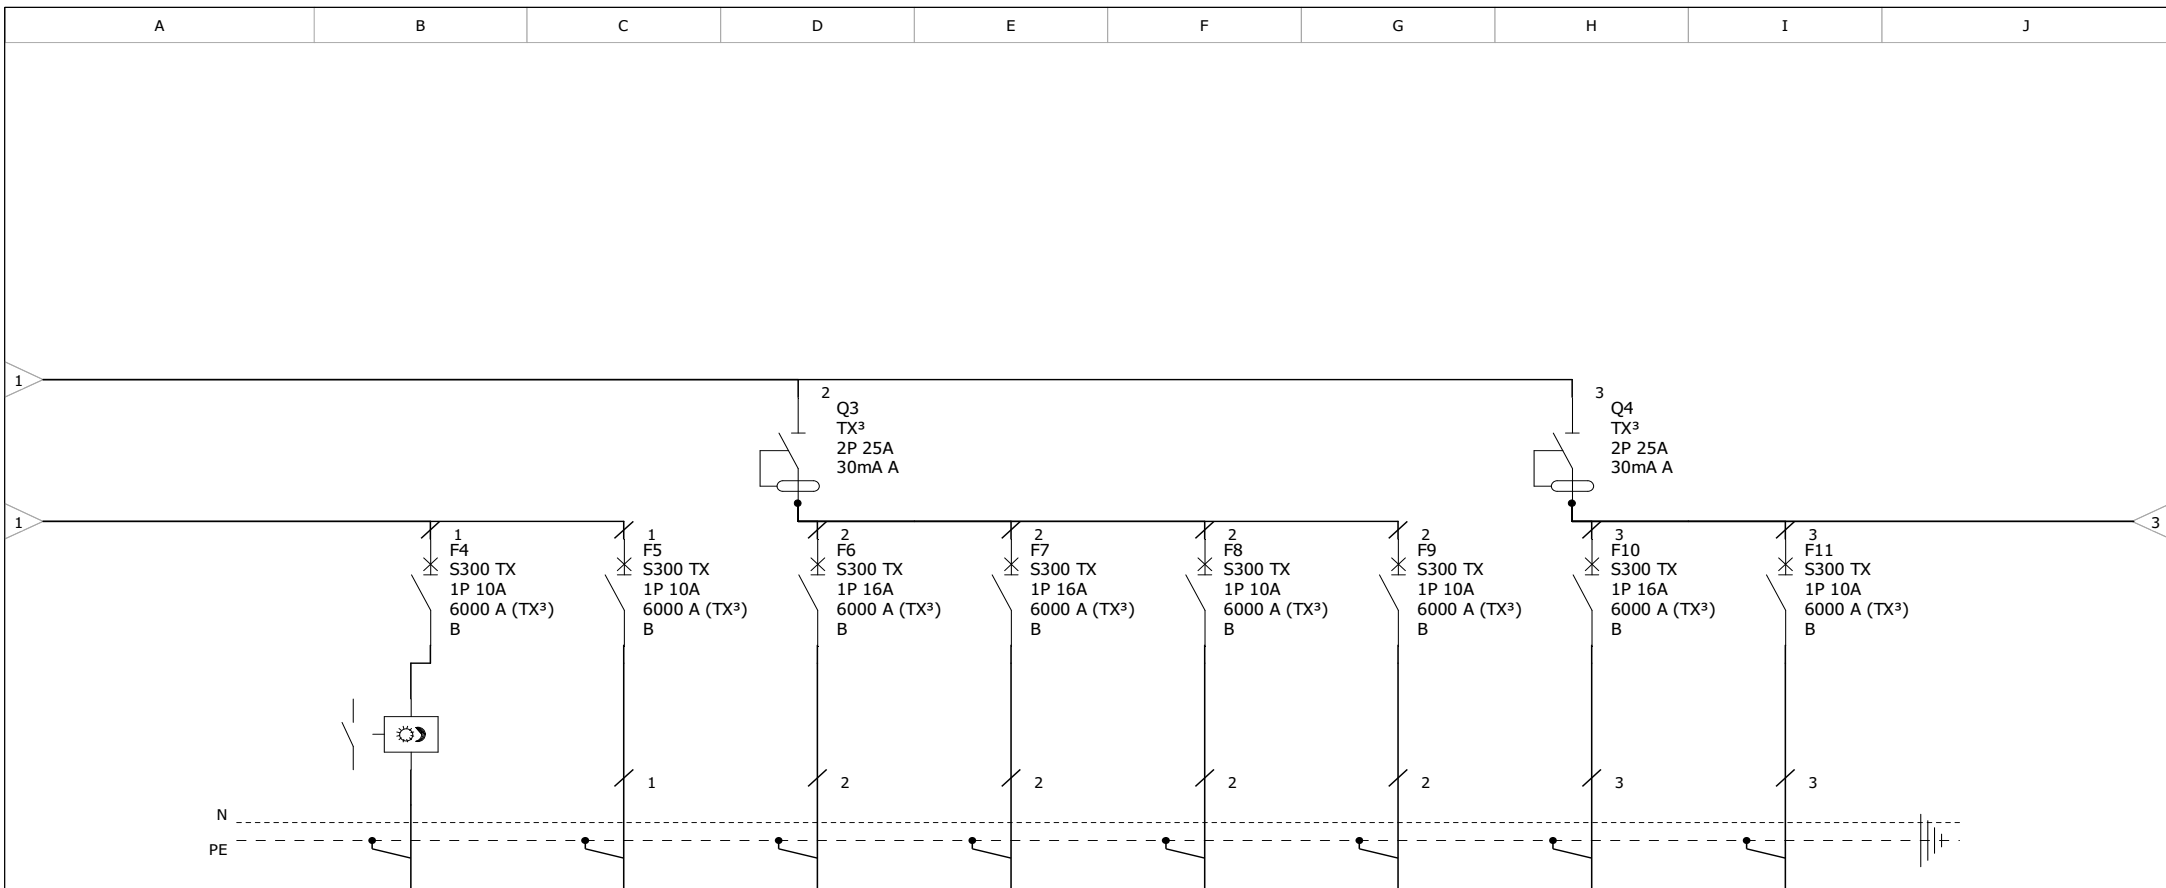 A B C D E F G H I J
1
2 3
Q3 Q4
TX³ TX³
2P 25A 2P 25A
30mA A 30mA A
1 3
1 1 2 2 2 2 3 3
F4 F5 F6 F7 F8 F9 F10 F11
S300 TX S300 TX S300 TX S300 TX S300 TX S300 TX S300 TX S300 TX
1P 10A 1P 10A 1P 16A 1P 16A 1P 10A 1P 10A 1P 16A 1P 10A
6000 A (TX³) 6000 A (TX³) 6000 A (TX³) 6000 A (TX³) 6000 A (TX³) 6000 A (TX³) 6000 A (TX³) 6000 A (TX³)
B B B B B B B B
1 2 2 2 2 3 3
N
PE